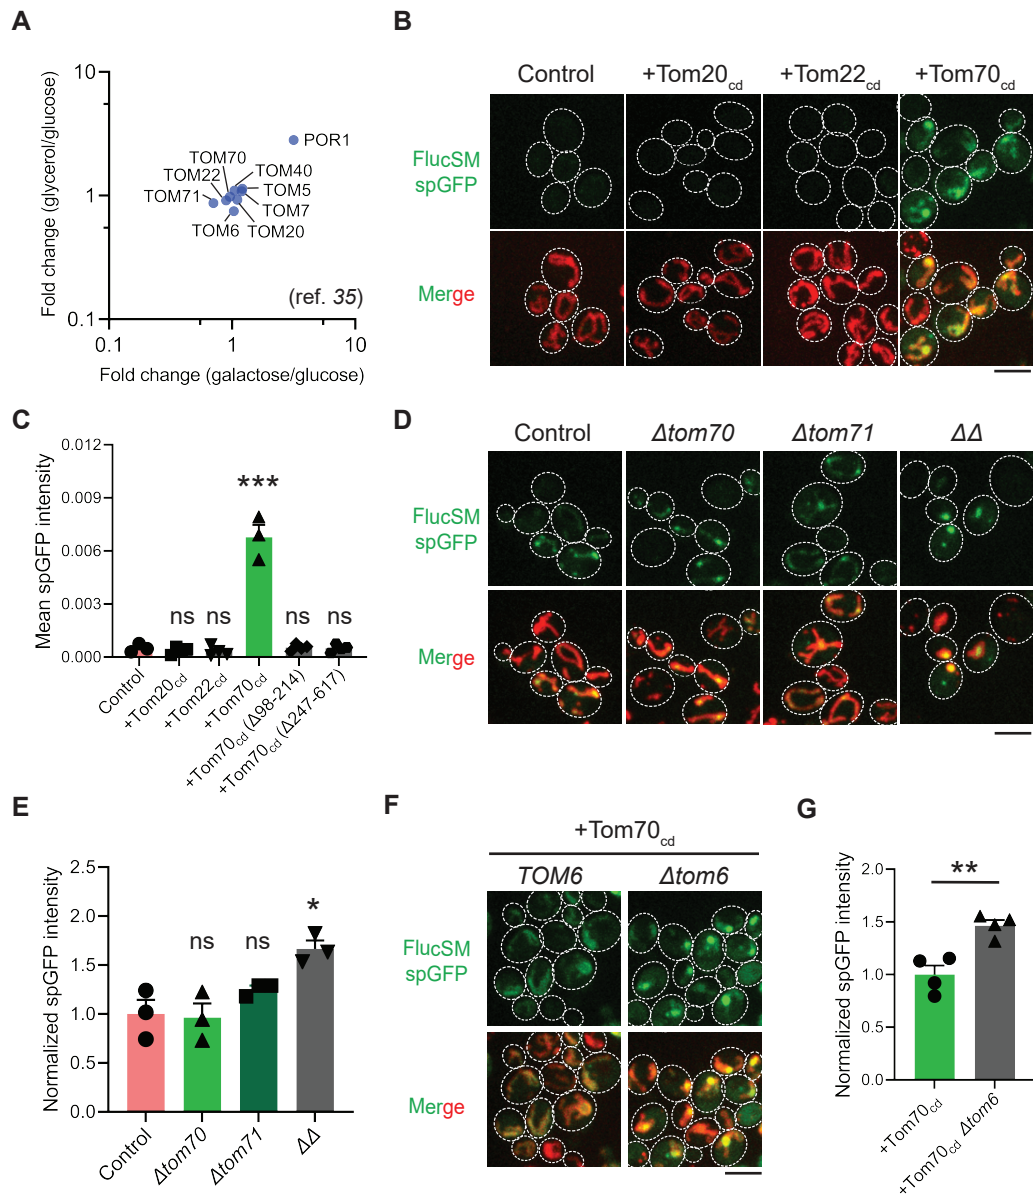 A
Fold change (glycerol/glucose)
10
1
0.1
POR1
TOM70
TOM22
TOM40
TOM71
TOM5
TOM7
TOM6
TOM20
(ref. 35)
0.1
1
10
Fold change (galactose/glucose)
B
Control
+Tom20cd
+Tom22cd
+Tom70cd
FlucSM
spGFP
Merge
C
Mean spGFP intensity
0.012
0.009
0.006
0.003
0.000
ns
ns
***
ns
ns
Control
+Tom20cd
+Tom22cd
+Tom70cd
+Tom70cd (Δ98-214)
+Tom70cd (Δ247-617)
D
Control
Δtom70
Δtom71
ΔΔ
FlucSM
spGFP
Merge
E
Normalized spGFP intensity
2.5
2.0
1.5
1.0
0.5
0.0
ns
ns
*
Control
Δtom70
Δtom71
ΔΔ
F
+Tom70cd
TOM6
Δtom6
FlucSM
spGFP
Merge
G
Normalized spGFP intensity
2.0
1.5
1.0
0.5
0.0
**
+Tom70cd
+Tom70cd Δtom6